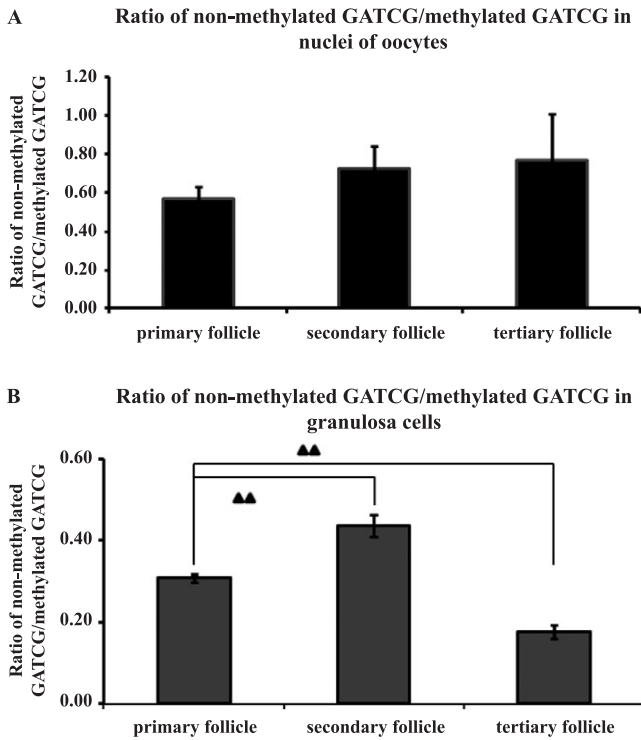 A
Ratio of non-methylated GATCG/methylated GATCG in
nuclei of oocytes
Ratio of non-methylated
GATCG/methylated GATCG
1.20
1.00
0.80
0.60
0.40
0.20
0.00
primary follicle
secondary follicle
tertiary follicle
B
Ratio of non-methylated GATCG/methylated GATCG in
granulosa cells
Ratio of non-methylated
GATCG/methylated GATCG
0.60
0.40
0.20
0.00
▲▲
▲▲
primary follicle
secondary follicle
tertiary follicle